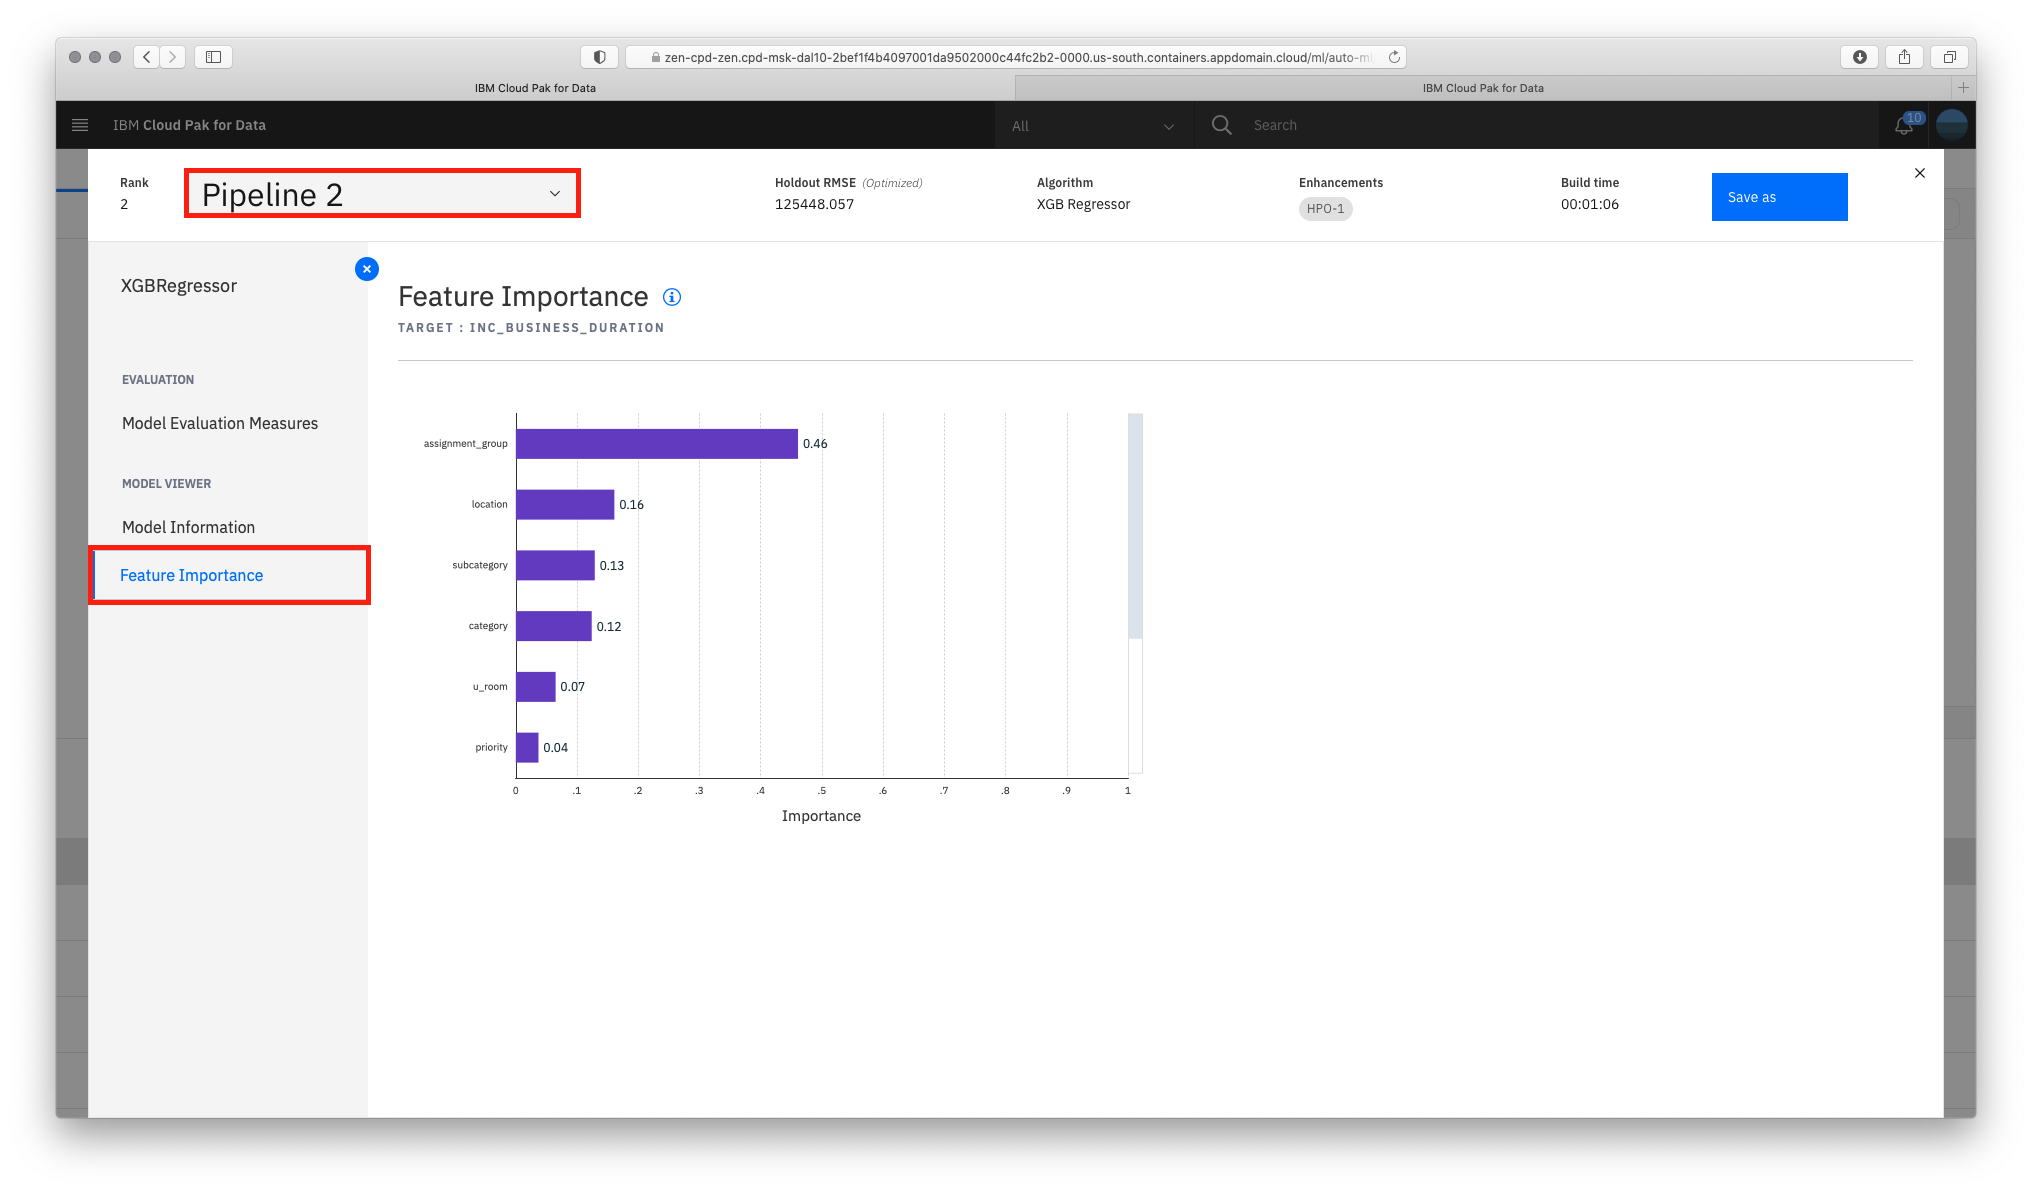 zen-cpd-zen.cpd-msk-dal10-2bef1f4b4097001da9502000c44fc2b2-0000.us-south.containers.appdomain.cloud/ml/auto-ml
IBM Cloud Pak for Data
IBM Cloud Pak for Data
IBM Cloud Pak for Data
All
Search
10
Rank
2
Pipeline 2
Holdout RMSE (Optimized)
125448.057
Algorithm
XGB Regressor
Enhancements
HPO-1
Build time
00:01:06
Save as
XGBRegressor
EVALUATION
Model Evaluation Measures
MODEL VIEWER
Model Information
Feature Importance
Feature Importance
TARGET : INC_BUSINESS_DURATION
assignment_group 0.46
location 0.16
subcategory 0.13
category 0.12
u_room 0.07
priority 0.04
0 .1 .2 .3 .4 .5 .6 .7 .8 .9 1
Importance